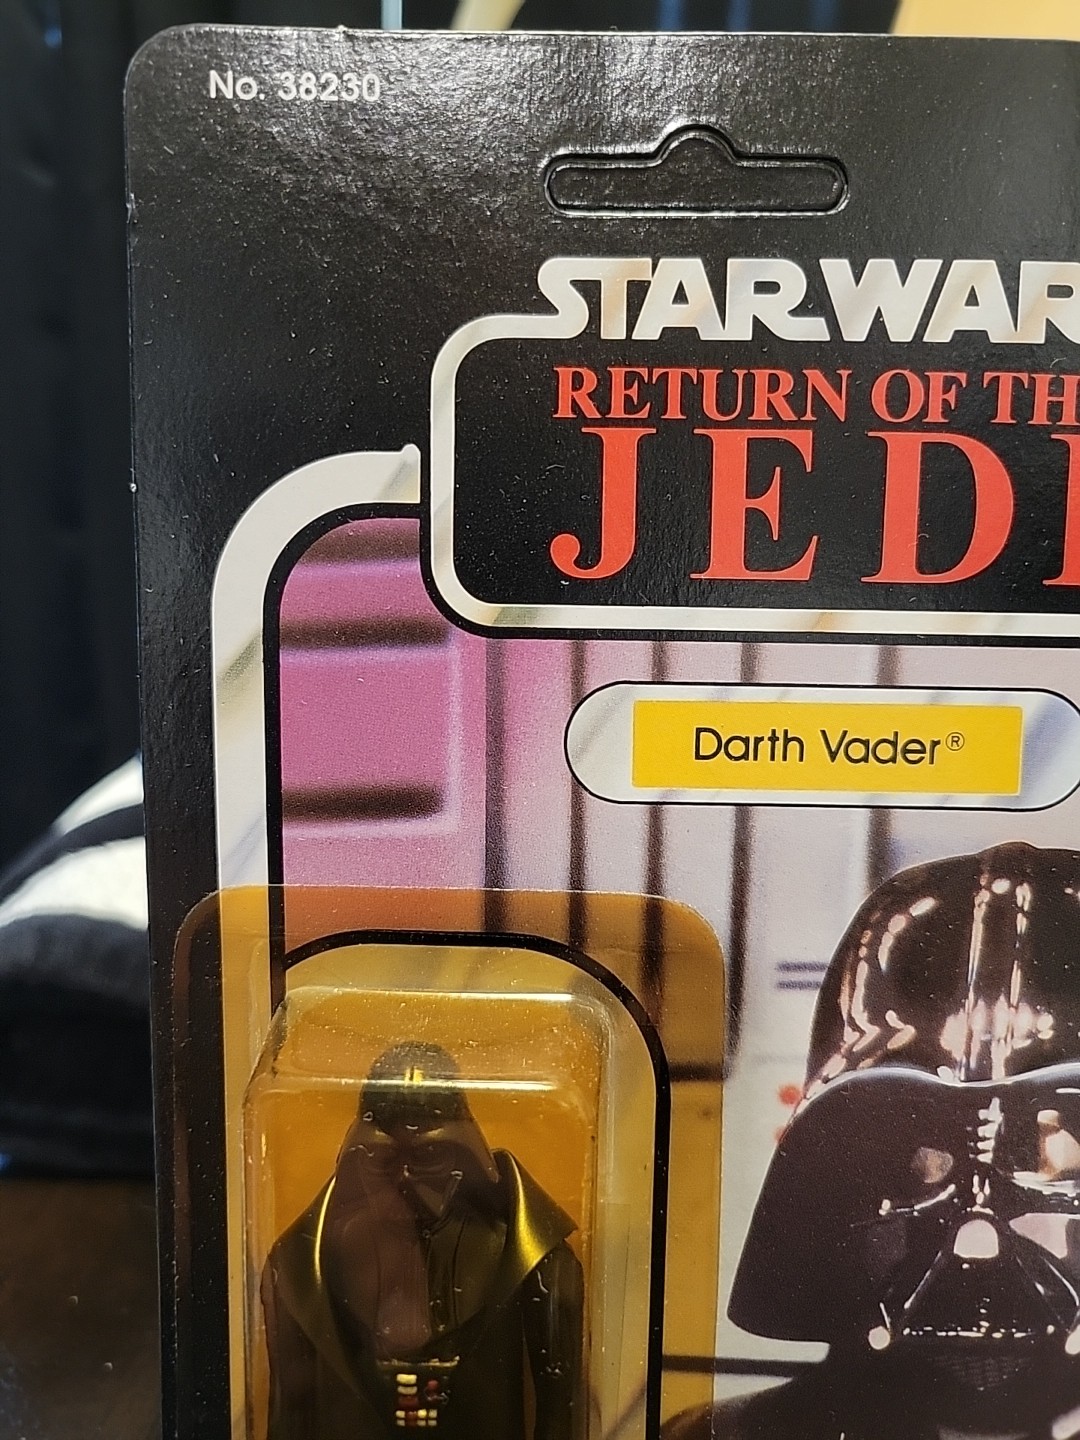 No. 38230
STAR WAR
RETURN OF TH
JED
Darth Vader®